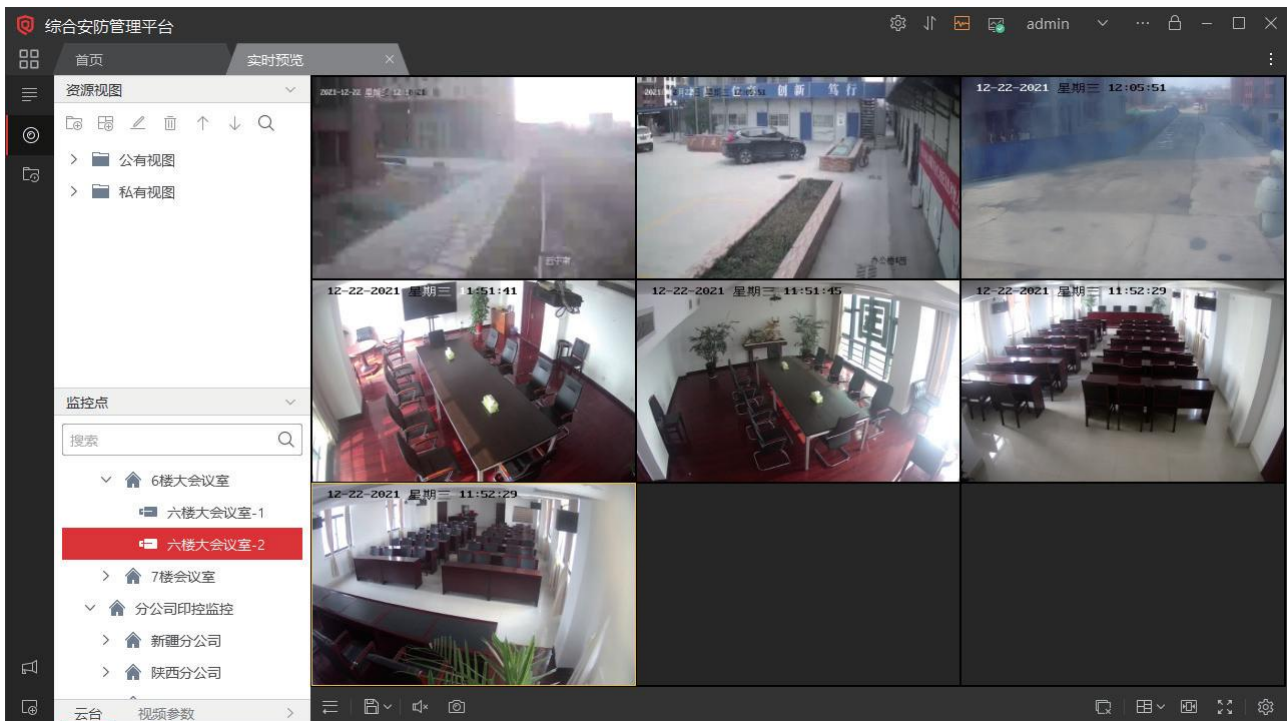 综合安防管理平台
admin
首页
实时预览
资源视图
公有视图
私有视图
监控点
搜索
6楼大会议室
六楼大会议室-1
六楼大会议室-2
7楼会议室
分公司印控监控
新疆分公司
陕西分公司
云台
视频参数
创新 笃行
12-22-2021 星期三 12:05:51
12-22-2021 星期三 11:51:41
12-22-2021 星期三 11:51:45
12-22-2021 星期三 11:52:29
12-22-2021 星期三 11:52:29